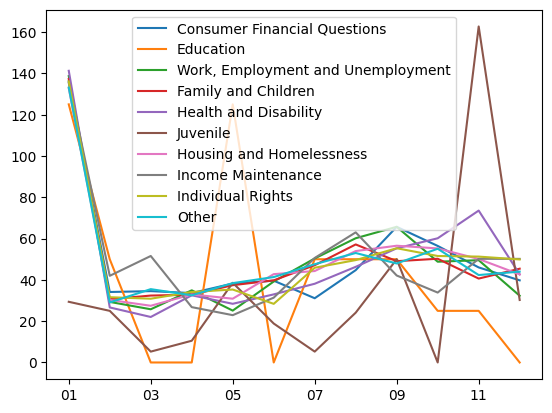 160
140
120
100
80
60
40
20
0
01
03
05
07
09
11
Consumer Financial Questions
Education
Work, Employment and Unemployment
Family and Children
Health and Disability
Juvenile
Housing and Homelessness
Income Maintenance
Individual Rights
Other